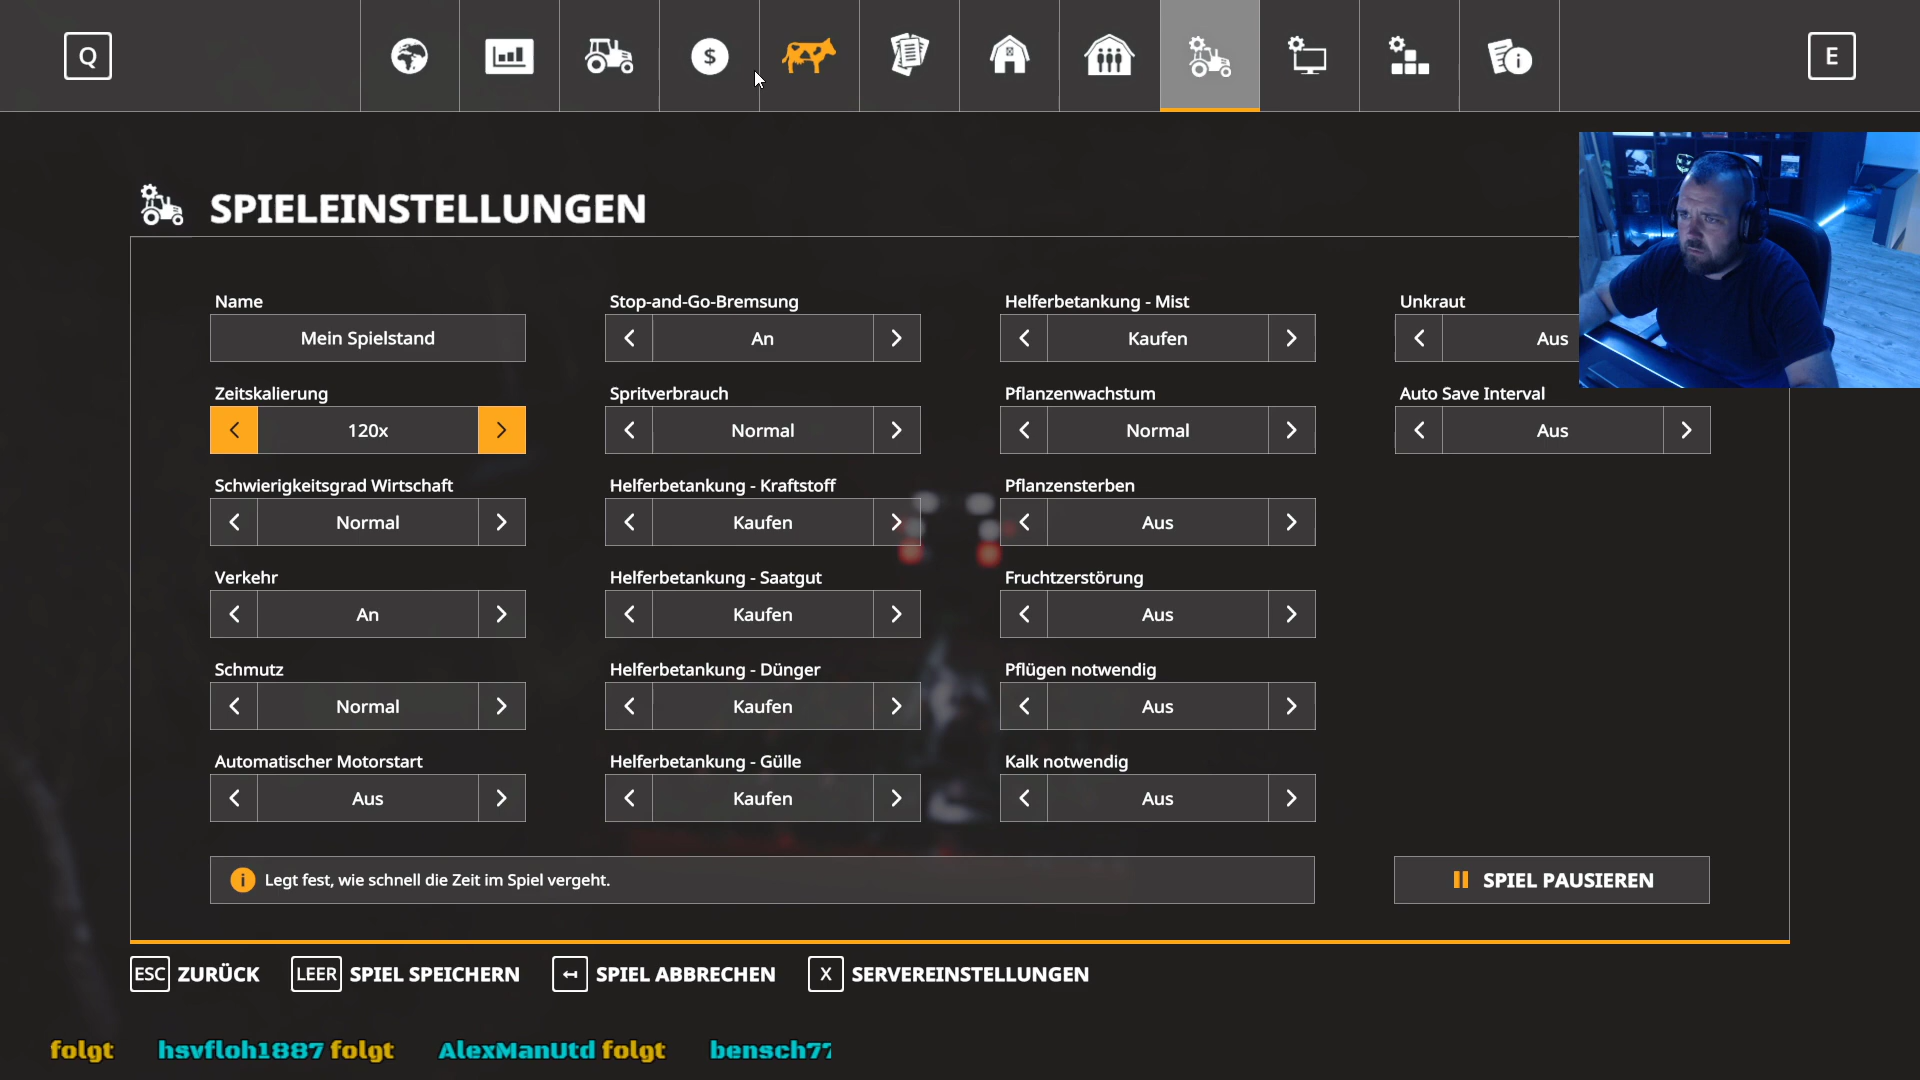 Q
E
SPIELEINSTELLUNGEN
Name
Mein Spielstand
Zeitskalierung
120x
Schwierigkeitsgrad Wirtschaft
Normal
Verkehr
An
Schmutz
Normal
Automatischer Motorstart
Aus
Stop-and-Go-Bremsung
An
Spritverbrauch
Normal
Helferbetankung - Kraftstoff
Kaufen
Helferbetankung - Saatgut
Kaufen
Helferbetankung - Dünger
Kaufen
Helferbetankung - Gülle
Kaufen
Helferbetankung - Mist
Kaufen
Pflanzenwachstum
Normal
Pflanzensterben
Aus
Fruchtzerstörung
Aus
Pflügen notwendig
Aus
Kalk notwendig
Aus
Unkraut
Aus
Auto Save Interval
Aus
Legt fest, wie schnell die Zeit im Spiel vergeht.
SPIEL PAUSIEREN
ESC ZURÜCK LEER SPIEL SPEICHERN SPIEL ABBRECHEN X SERVEREINSTELLUNGEN
folgt hsvfloh1887 folgt AlexManUtd folgt bensch77